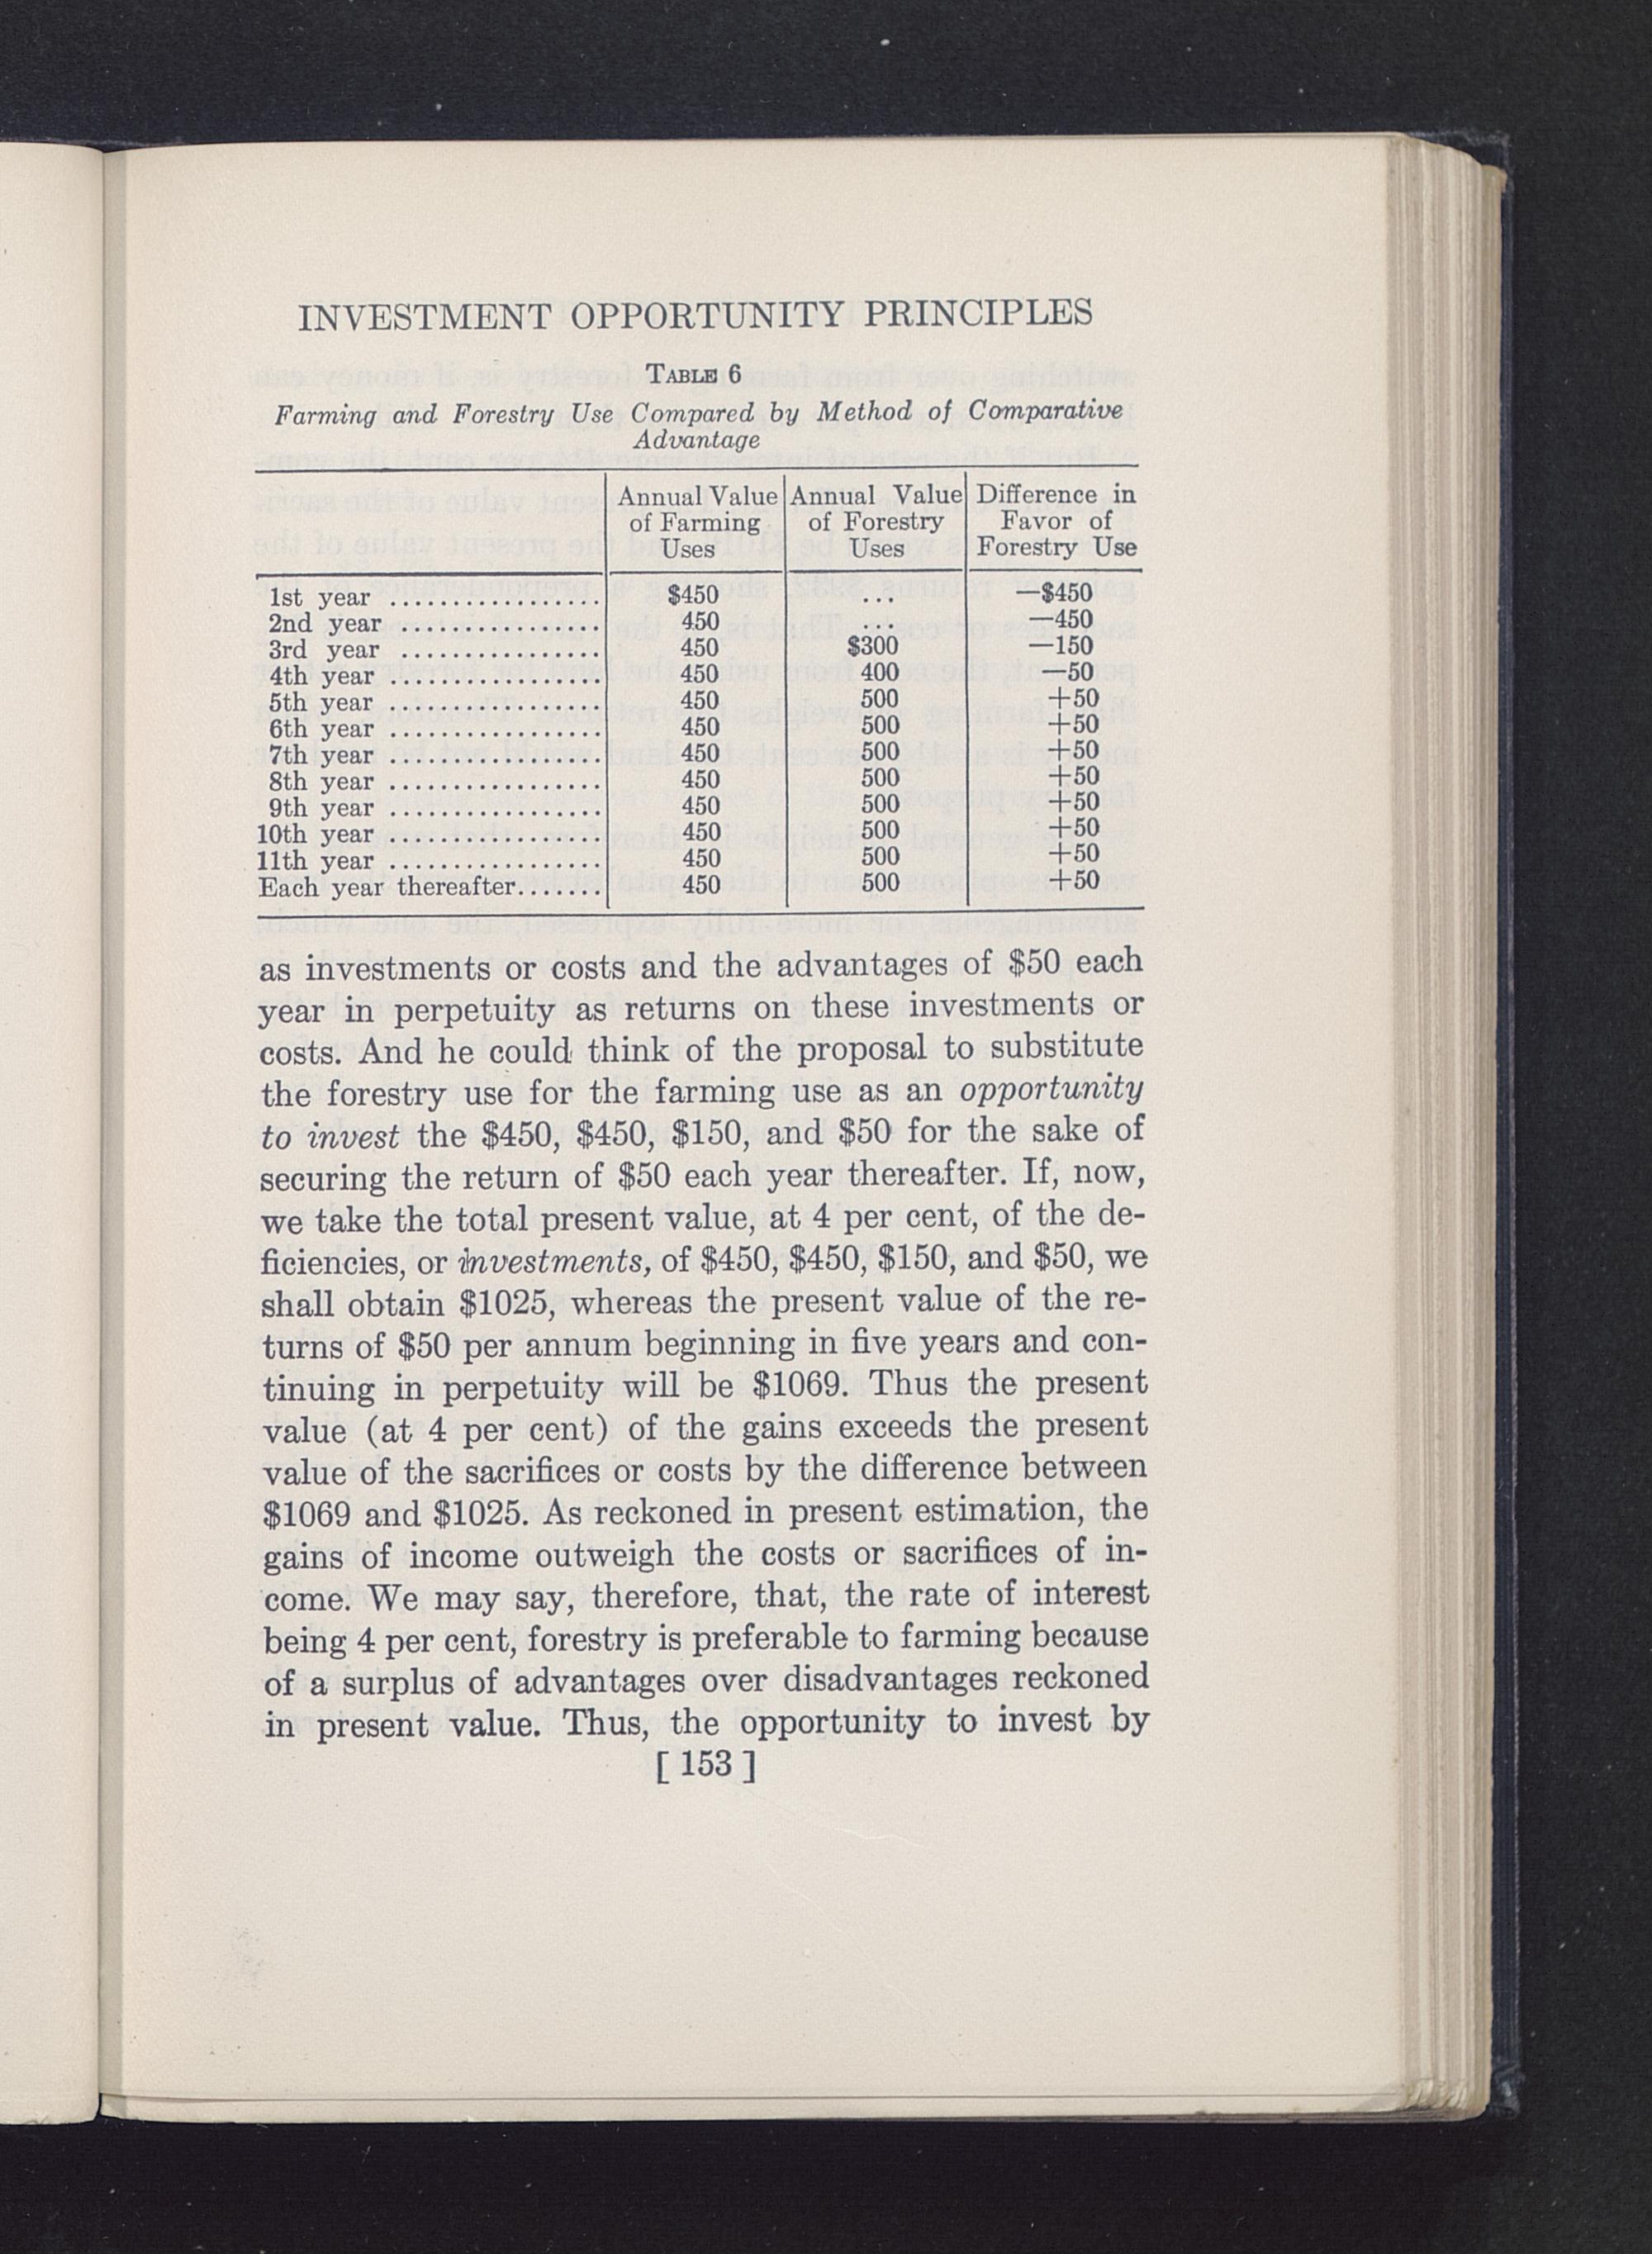 INVESTMENT OPPORTUNITY PRINCIPLES
TABLE 6
Farming and Forestry Use Compared by Method of Comparative
Advantage
Annual Value of Farming Uses | Annual Value of Forestry Uses | Difference in Favor of Forestry Use
1st year ................. $450 ... —$450
2nd year ................ 450 ... —450
3rd year ................ 450 $300 —150
4th year ................. 450 400 —50
5th year ................. 450 500 +50
6th year ................. 450 500 +50
7th year ................. 450 500 +50
8th year ................. 450 500 +50
9th year ................. 450 500 +50
10th year ................. 450 500 +50
11th year ................. 450 500 +50
Each year thereafter....... 450 500 +50
as investments or costs and the advantages of $50 each
year in perpetuity as returns on these investments or
costs. And he could think of the proposal to substitute
the forestry use for the farming use as an opportunity
to invest the $450, $450, $150, and $50 for the sake of
securing the return of $50 each year thereafter. If, now,
we take the total present value, at 4 per cent, of the de-
ficiencies, or investments, of $450, $450, $150, and $50, we
shall obtain $1025, whereas the present value of the re-
turns of $50 per annum beginning in five years and con-
tinuing in perpetuity will be $1069. Thus the present
value (at 4 per cent) of the gains exceeds the present
value of the sacrifices or costs by the difference between
$1069 and $1025. As reckoned in present estimation, the
gains of income outweigh the costs or sacrifices of in-
come. We may say, therefore, that, the rate of interest
being 4 per cent, forestry is preferable to farming because
of a surplus of advantages over disadvantages reckoned
in present value. Thus, the opportunity to invest by
[ 153 ]